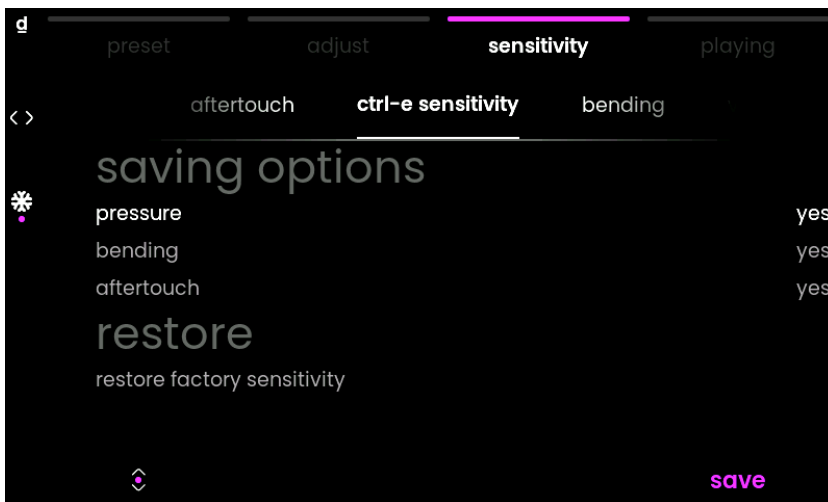 d
preset adjust sensitivity playing
aftertouch ctrl-e sensitivity bending
saving options
pressure yes
bending yes
aftertouch yes
restore
restore factory sensitivity
save